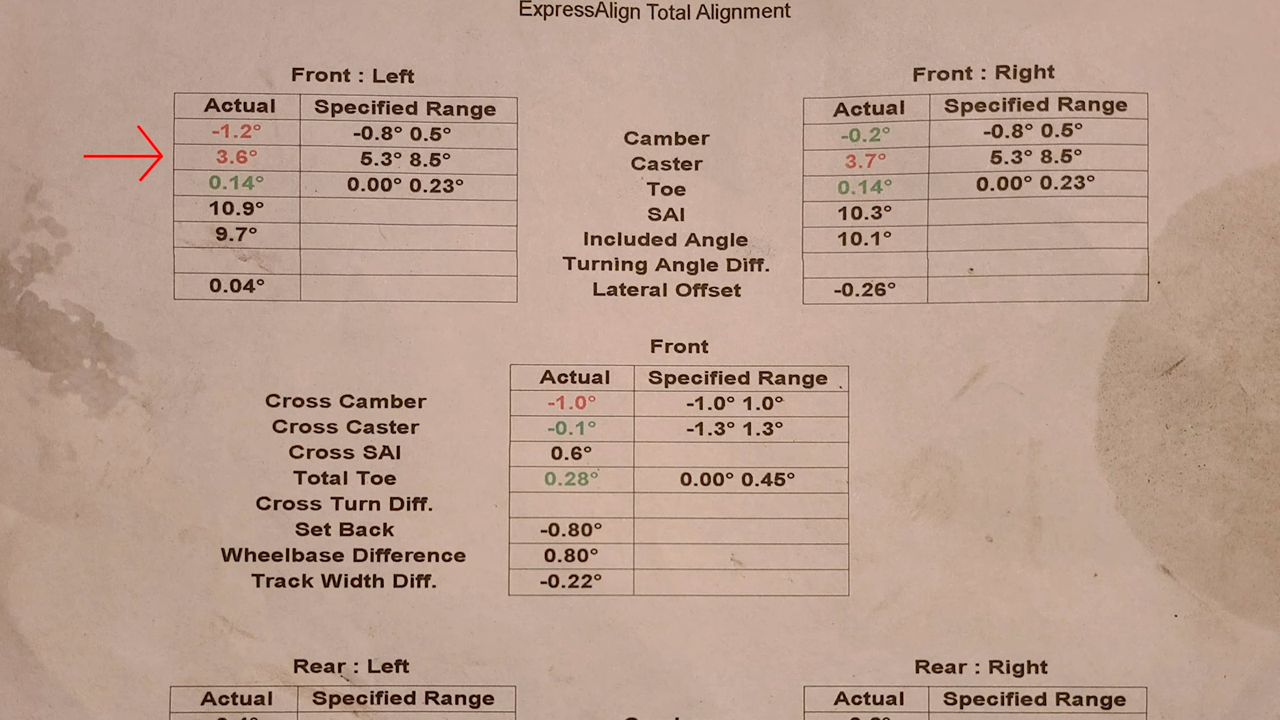 ExpressAlign Total Alignment
Front : Left
Front : Right
Actual Specified Range
Actual Specified Range
-1.2° -0.8° 0.5° Camber -0.2° -0.8° 0.5°
3.6° 5.3° 8.5° Caster 3.7° 5.3° 8.5°
0.14° 0.00° 0.23° Toe 0.14° 0.00° 0.23°
10.9° SAI 10.3°
9.7° Included Angle 10.1°
Turning Angle Diff.
0.04° Lateral Offset -0.26°
Front
Actual Specified Range
Cross Camber -1.0° -1.0° 1.0°
Cross Caster -0.1° -1.3° 1.3°
Cross SAI 0.6°
Total Toe 0.28° 0.00° 0.45°
Cross Turn Diff.
Set Back -0.80°
Wheelbase Difference 0.80°
Track Width Diff. -0.22°
Rear : Left
Rear : Right
Actual Specified Range
Actual Specified Range